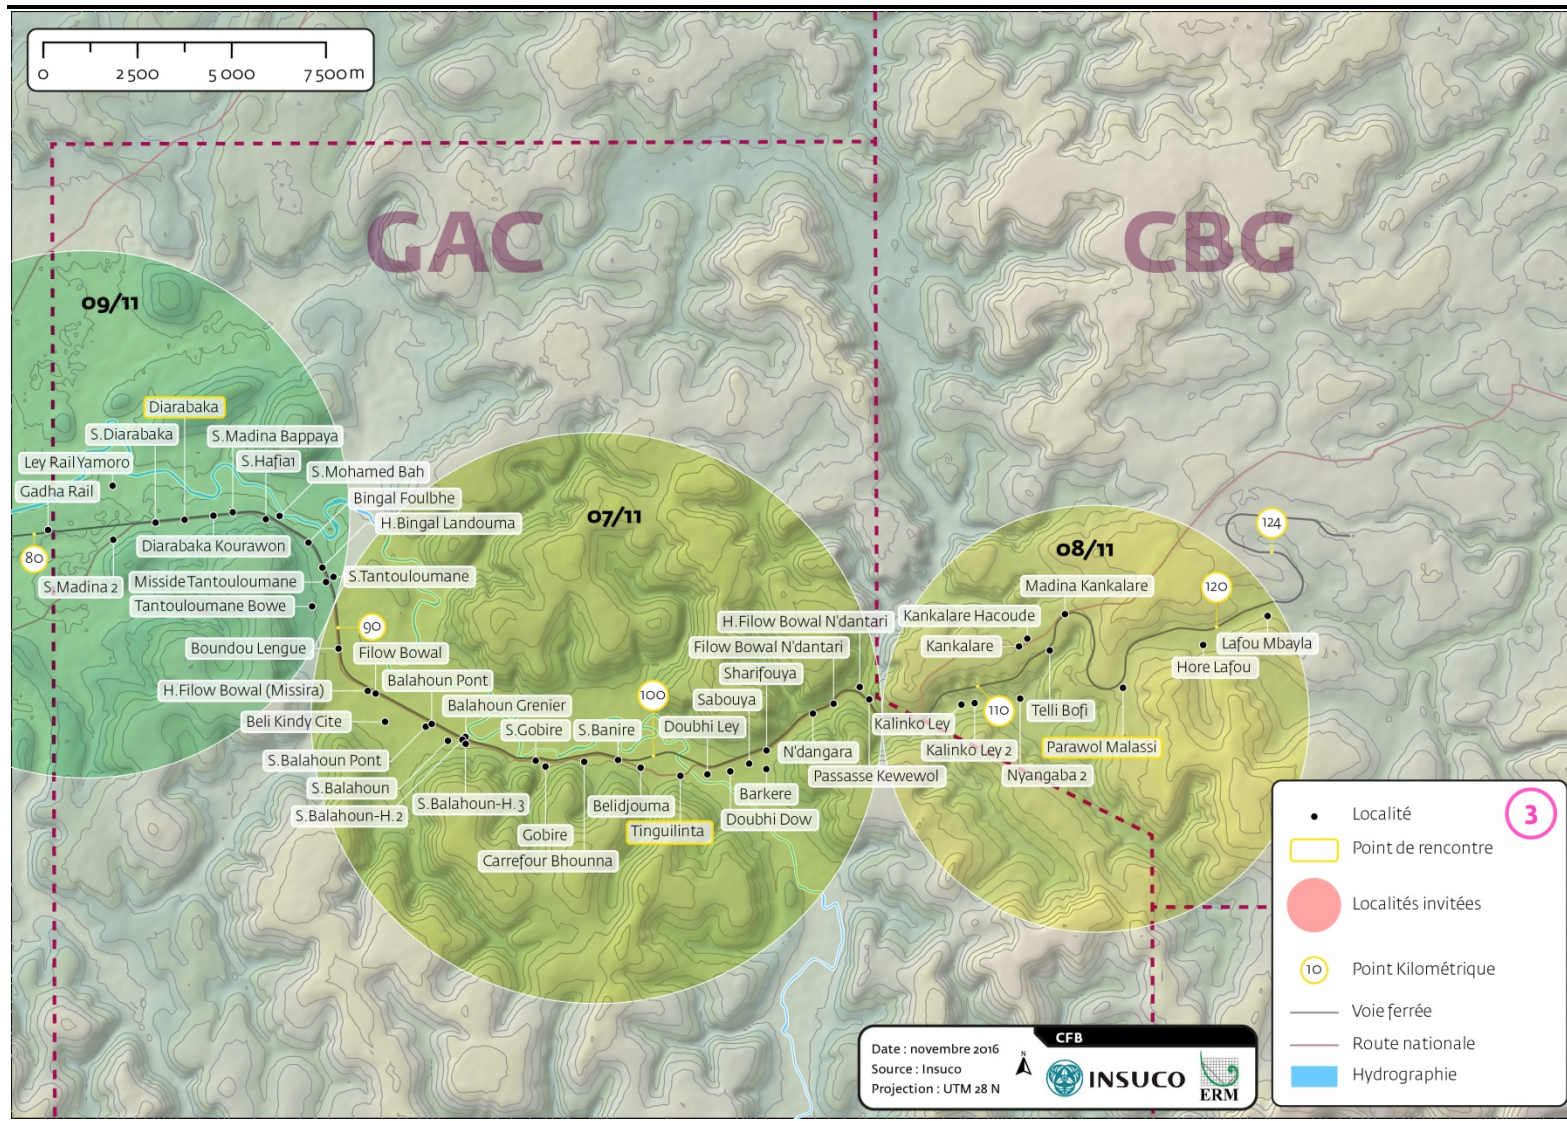 0 2 500 5 000 7 500 m
GAC
CBG
09/11
Diarabaka
S.Diarabaka
S.Madina Bappaya
Ley Rail Yamoro
S.Hafia1
S.Mohamed Bah
Gadha Rail
Bingal Foulbhe
H.Bingal Landouma
Diarabaka Kourawon
80
S.Madina 2
Misside Tantouloumane
S.Tantouloumane
Tantouloumane Bowe
90
Boundou Lengue
Filow Bowal
07/11
H.Filow Bowal (Missira)
Balahoun Pont
Beli Kindy Cite
Balahoun Grenier
S.Gobire
S.Banire
100
Doubhi Ley
Sabouya
Sharifouya
Filow Bowal N'dantari
H.Filow Bowal N'dantari
S.Balahoun Pont
S.Balahoun
S.Balahoun-H.2
S.Balahoun-H.3
Gobire
Carrefour Bhounna
Belidjouma
Tinguilinta
Doubhi Dow
Barkere
N'dangara
Passasse Kewewol
08/11
124
120
Madina Kankalare
Kankalare Hacoude
Kankalare
Lafou Mbayla
Hore Lafou
Kalinko Ley
110
Telli Bofi
Kalinko Ley 2
Parawol Malassi
Nyangaba 2
3
Localité
Point de rencontre
Localités invitées
10
Point Kilométrique
Voie ferrée
Route nationale
Hydrographie
CFB
Date : novembre 2016
Source : Insuco
Projection : UTM 28 N
N
INSUCO
ERM